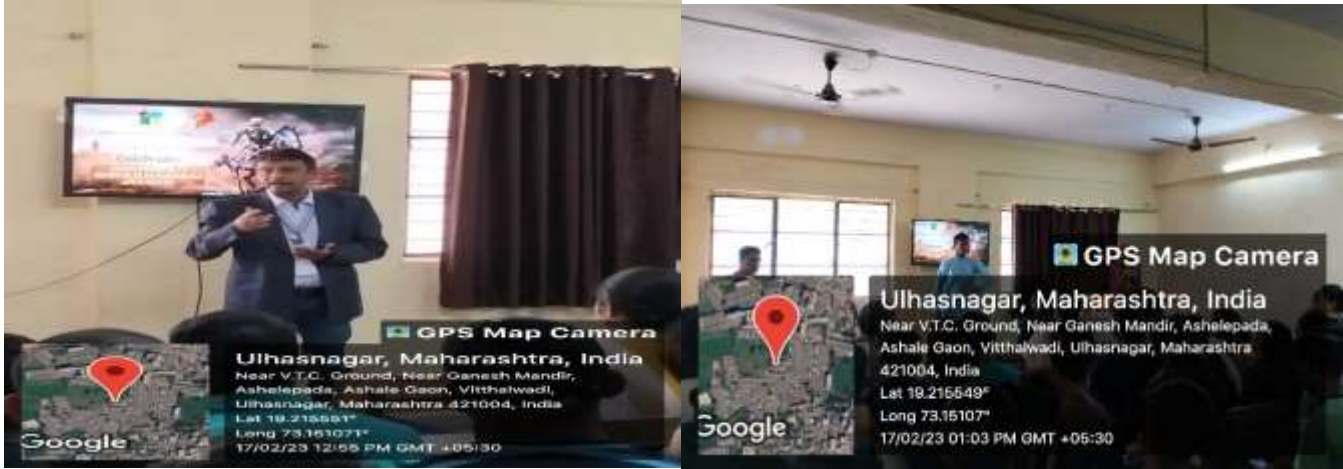 Celebrate
GPS Map Camera
Ulhasnagar, Maharashtra, India
Near V.T.C. Ground, Near Ganesh Mandir,
Ashelepada, Ashale Gaon, Vitthalwadi,
Ulhasnagar, Maharashtra 421004, India
Lat 19.215551°
Long 73.151071°
17/02/23 12:55 PM GMT +05:30
Google
GPS Map Camera
Ulhasnagar, Maharashtra, India
Near V.T.C. Ground, Near Ganesh Mandir, Ashelepada,
Ashale Gaon, Vitthalwadi, Ulhasnagar, Maharashtra
421004, India
Lat 19.215549°
Long 73.15107°
17/02/23 01:03 PM GMT +05:30
Google